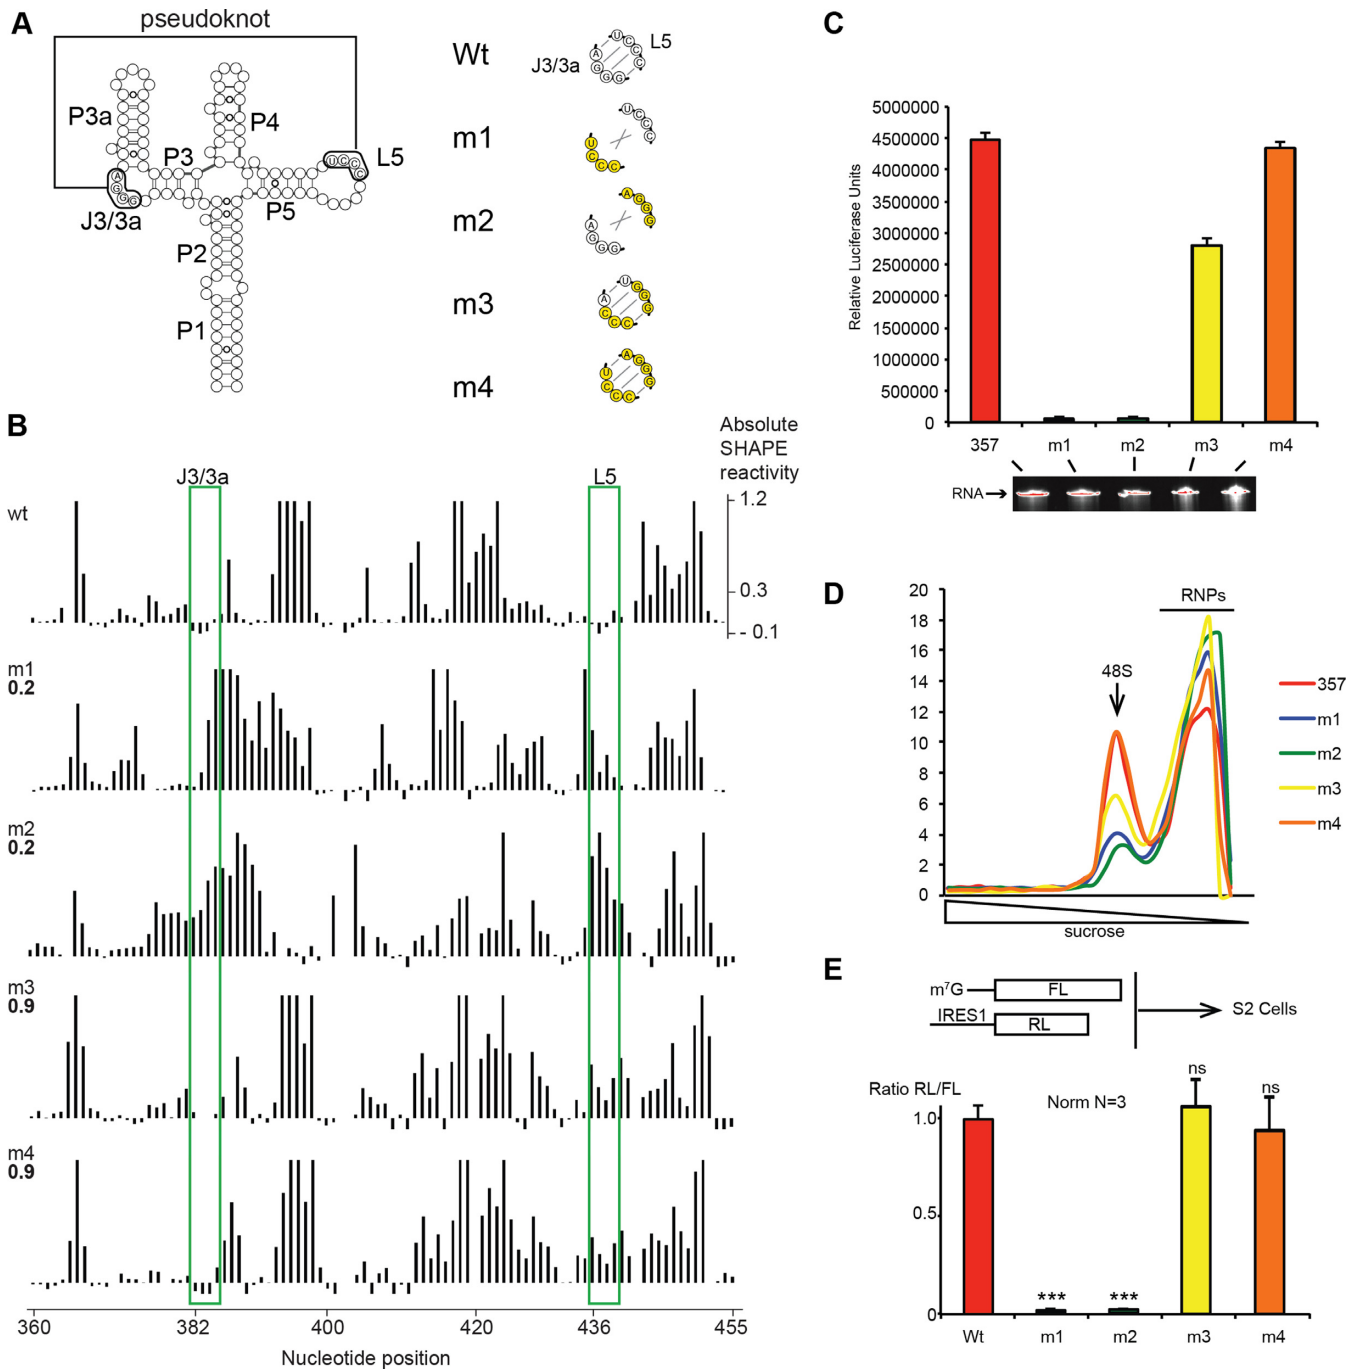 A
pseudoknot
P3a
P4
P3
L5
P5
J3/3a
P2
P1
U C C C
A G G G
Wt
J3/3a
L5
A G G G
U C C C
m1
U C C C
U C C C
m2
A G G G
A G G G
m3
A C C C
U G G G
m4
U C C C
A G G G
B
Absolute
SHAPE
reactivity
J3/3a
L5
wt
1.2
0.3
- 0.1
m1
0.2
m2
0.2
m3
0.9
m4
0.9
360 382 400 420 436 455
Nucleotide position
C
Relative Luciferase Units
5000000
4500000
4000000
3500000
3000000
2500000
2000000
1500000
1000000
500000
0
357 m1 m2 m3 m4
RNA
D
20
18
16
14
12
10
8
6
4
2
0
RNPs
48S
357
m1
m2
m3
m4
sucrose
E
m7G FL
IRES1 RL
S2 Cells
Ratio RL/FL
Norm N=3
1.0
0.5
0
*** *** ns ns
Wt m1 m2 m3 m4